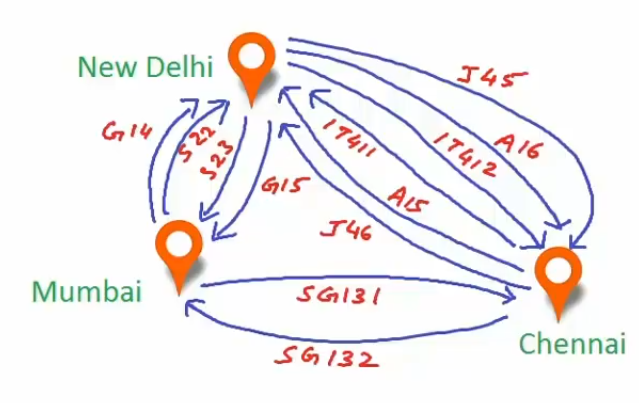 New Delhi
J45
G14
S22
S23
G15
IT411
IT412
A16
A15
J46
Mumbai
SG131
SG132
Chennai